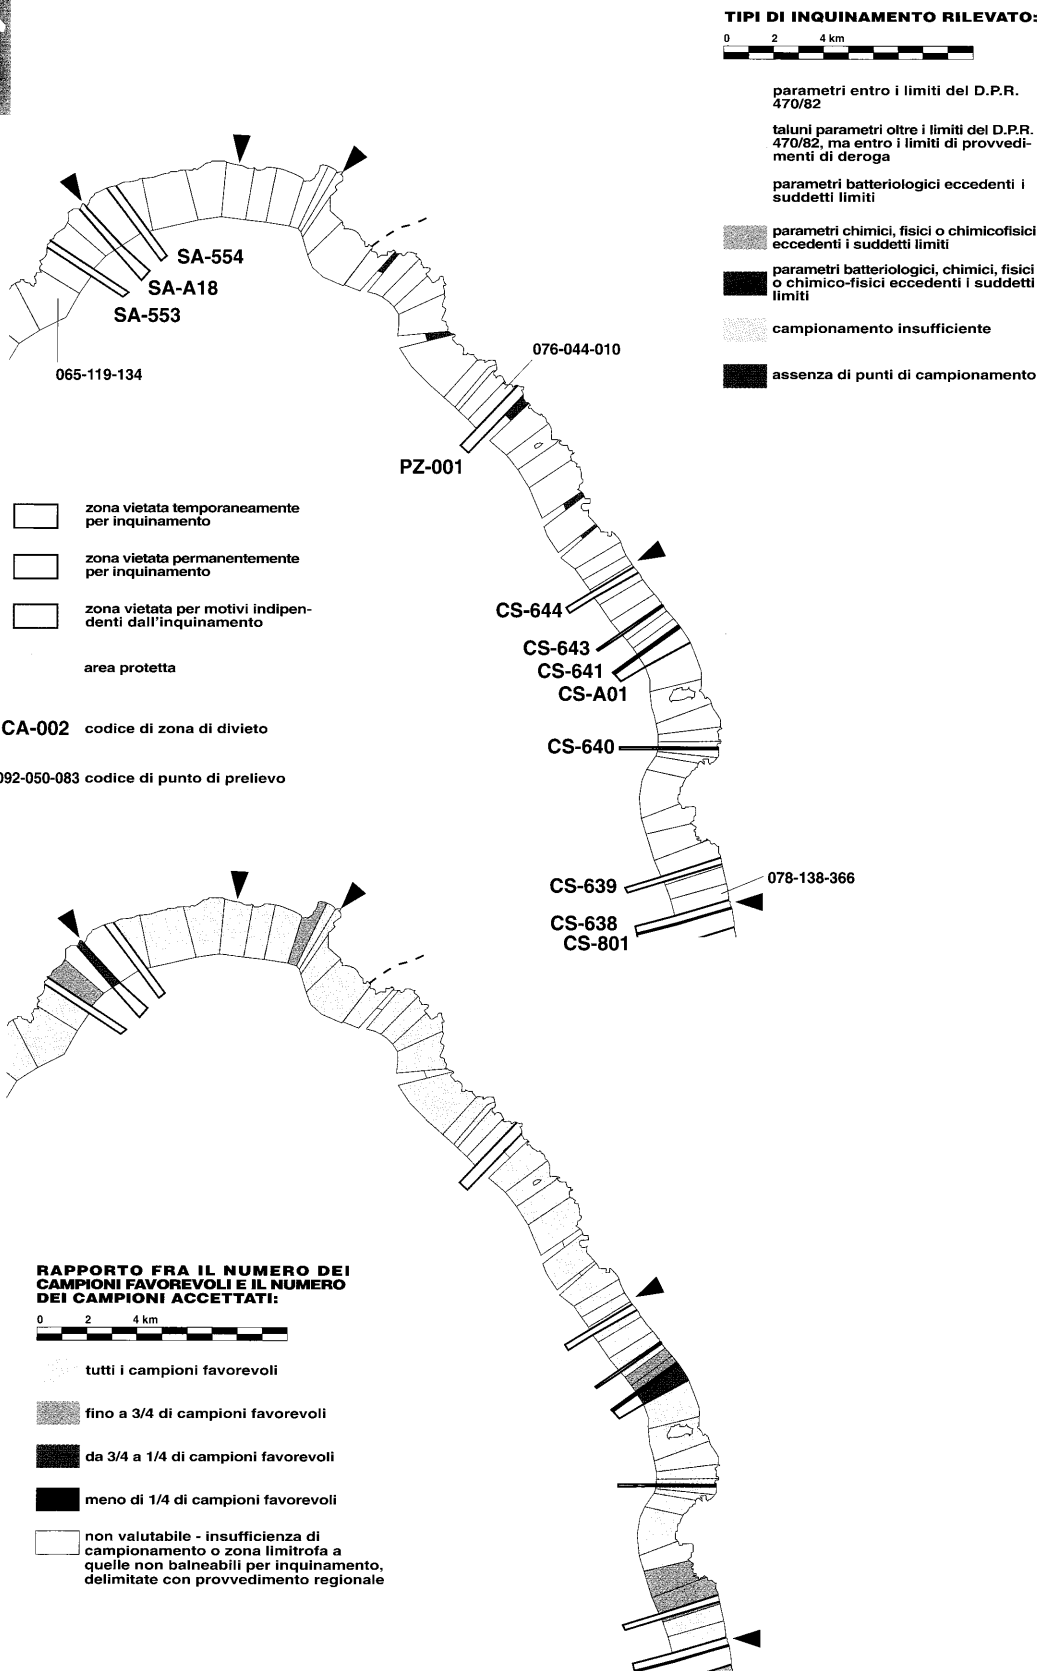 TIPI DI INQUINAMENTO RILEVATO:
0 2 4 km
parametri entro i limiti del D.P.R.
470/82
taluni parametri oltre i limiti del D.P.R.
470/82, ma entro i limiti di provvedi-
menti di deroga
parametri batteriologici eccedenti i
suddetti limiti
parametri chimici, fisici o chimicofisici
eccedenti i suddetti limiti
parametri batteriologici, chimici, fisici
o chimico-fisici eccedenti i suddetti
limiti
campionamento insufficiente
assenza di punti di campionamento
SA-554
SA-A18
SA-553
065-119-134
076-044-010
PZ-001
zona vietata temporaneamente
per inquinamento
zona vietata permanentemente
per inquinamento
zona vietata per motivi indipen-
denti dall'inquinamento
area protetta
CA-002 codice di zona di divieto
092-050-083 codice di punto di prelievo
CS-644
CS-643
CS-641
CS-A01
CS-640
CS-639
078-138-366
CS-638
CS-801
RAPPORTO FRA IL NUMERO DEI
CAMPIONI FAVOREVOLI E IL NUMERO
DEI CAMPIONI ACCETTATI:
0 2 4 km
tutti i campioni favorevoli
fino a 3/4 di campioni favorevoli
da 3/4 a 1/4 di campioni favorevoli
meno di 1/4 di campioni favorevoli
non valutabile - insufficienza di
campionamento o zona limitrofa a
quelle non balneabili per inquinamento,
delimitate con provvedimento regionale